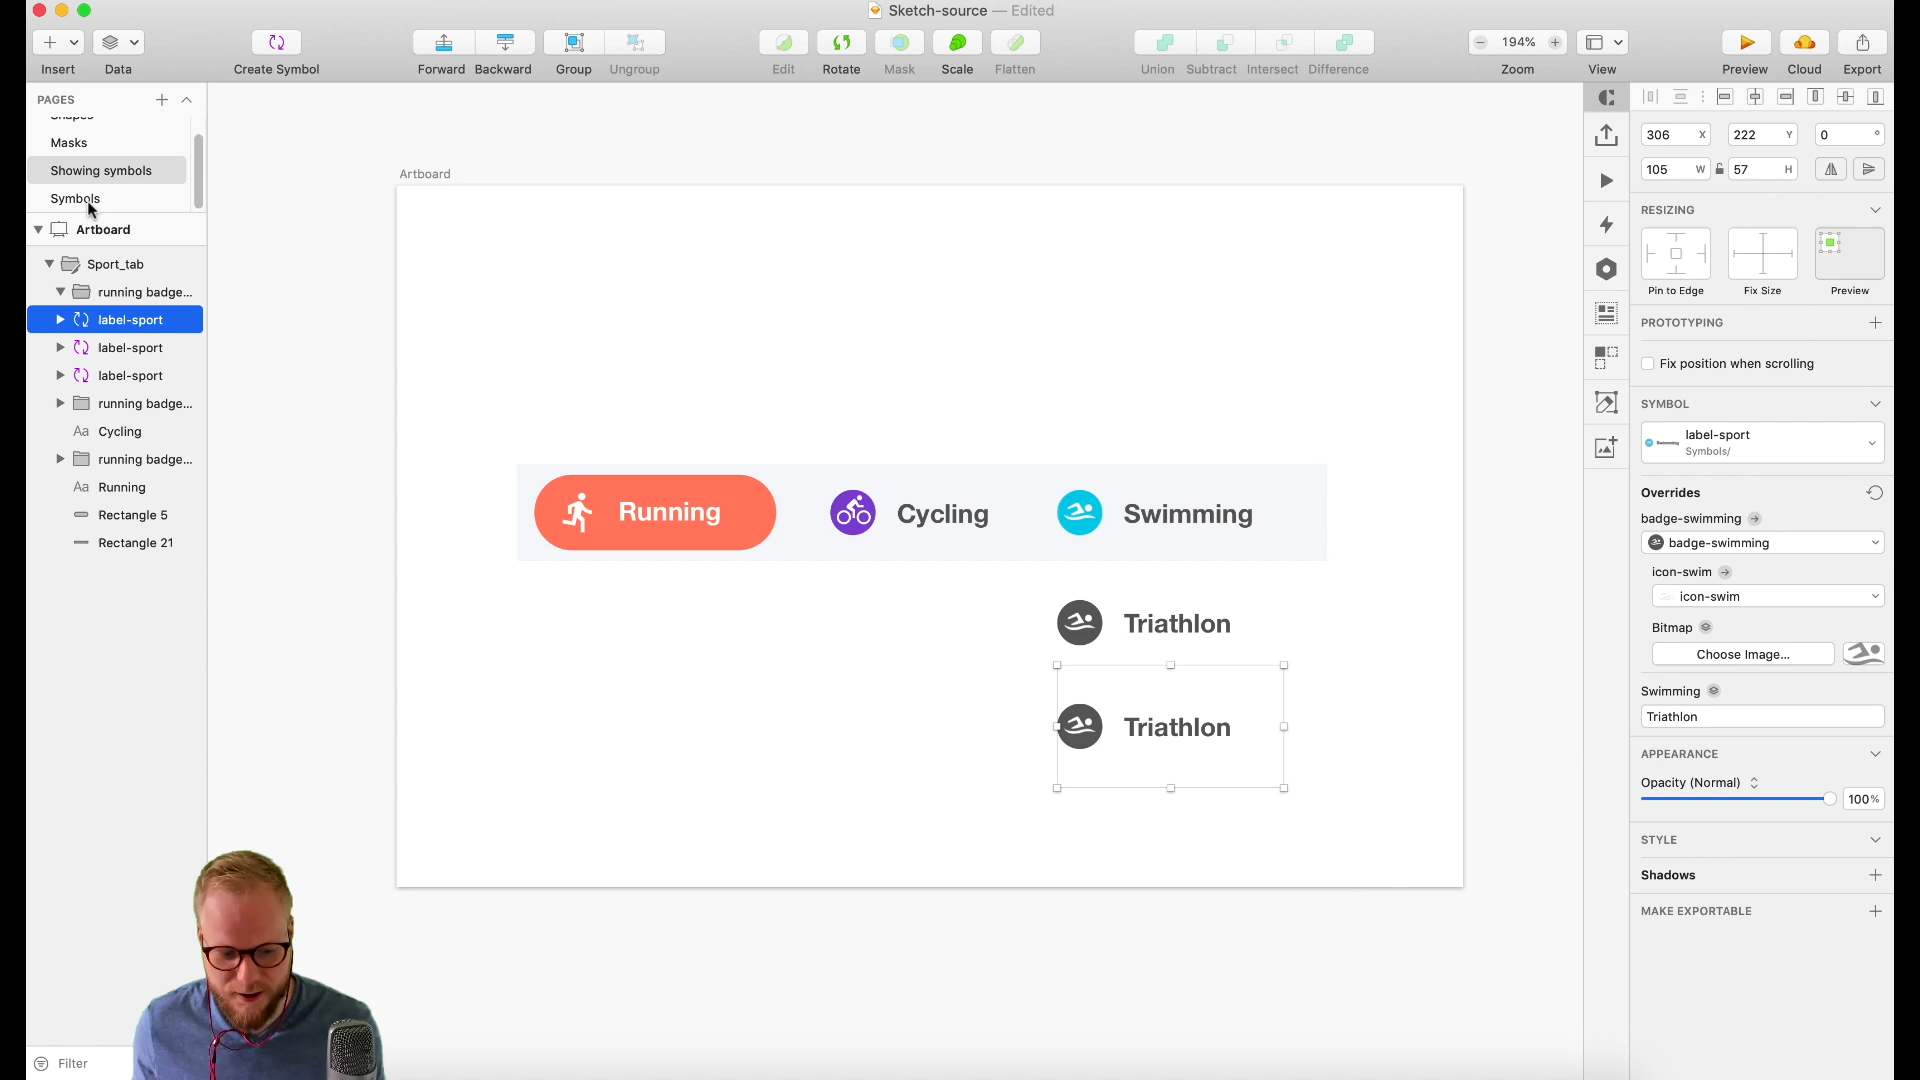 Sketch-source — Edited
194%
Insert
Data
Create Symbol
Forward
Backward
Group
Ungroup
Edit
Rotate
Mask
Scale
Flatten
Union
Subtract
Intersect
Difference
Zoom
View
Preview
Cloud
Export
PAGES
Shapes
Masks
Showing symbols
Symbols
Artboard
Sport_tab
running badge...
label-sport
label-sport
label-sport
running badge...
Aa Cycling
running badge...
Aa Running
Rectangle 5
Rectangle 21
Filter
Artboard
Running
Cycling
Swimming
Triathlon
Triathlon
306 X
222 Y
0 °
105 W
57 H
RESIZING
Pin to Edge
Fix Size
Preview
PROTOTYPING
Fix position when scrolling
SYMBOL
label-sport
Symbols/
Overrides
badge-swimming
badge-swimming
icon-swim
icon-swim
Bitmap
Choose Image...
Swimming
Triathlon
APPEARANCE
Opacity (Normal)
100%
STYLE
Shadows
MAKE EXPORTABLE